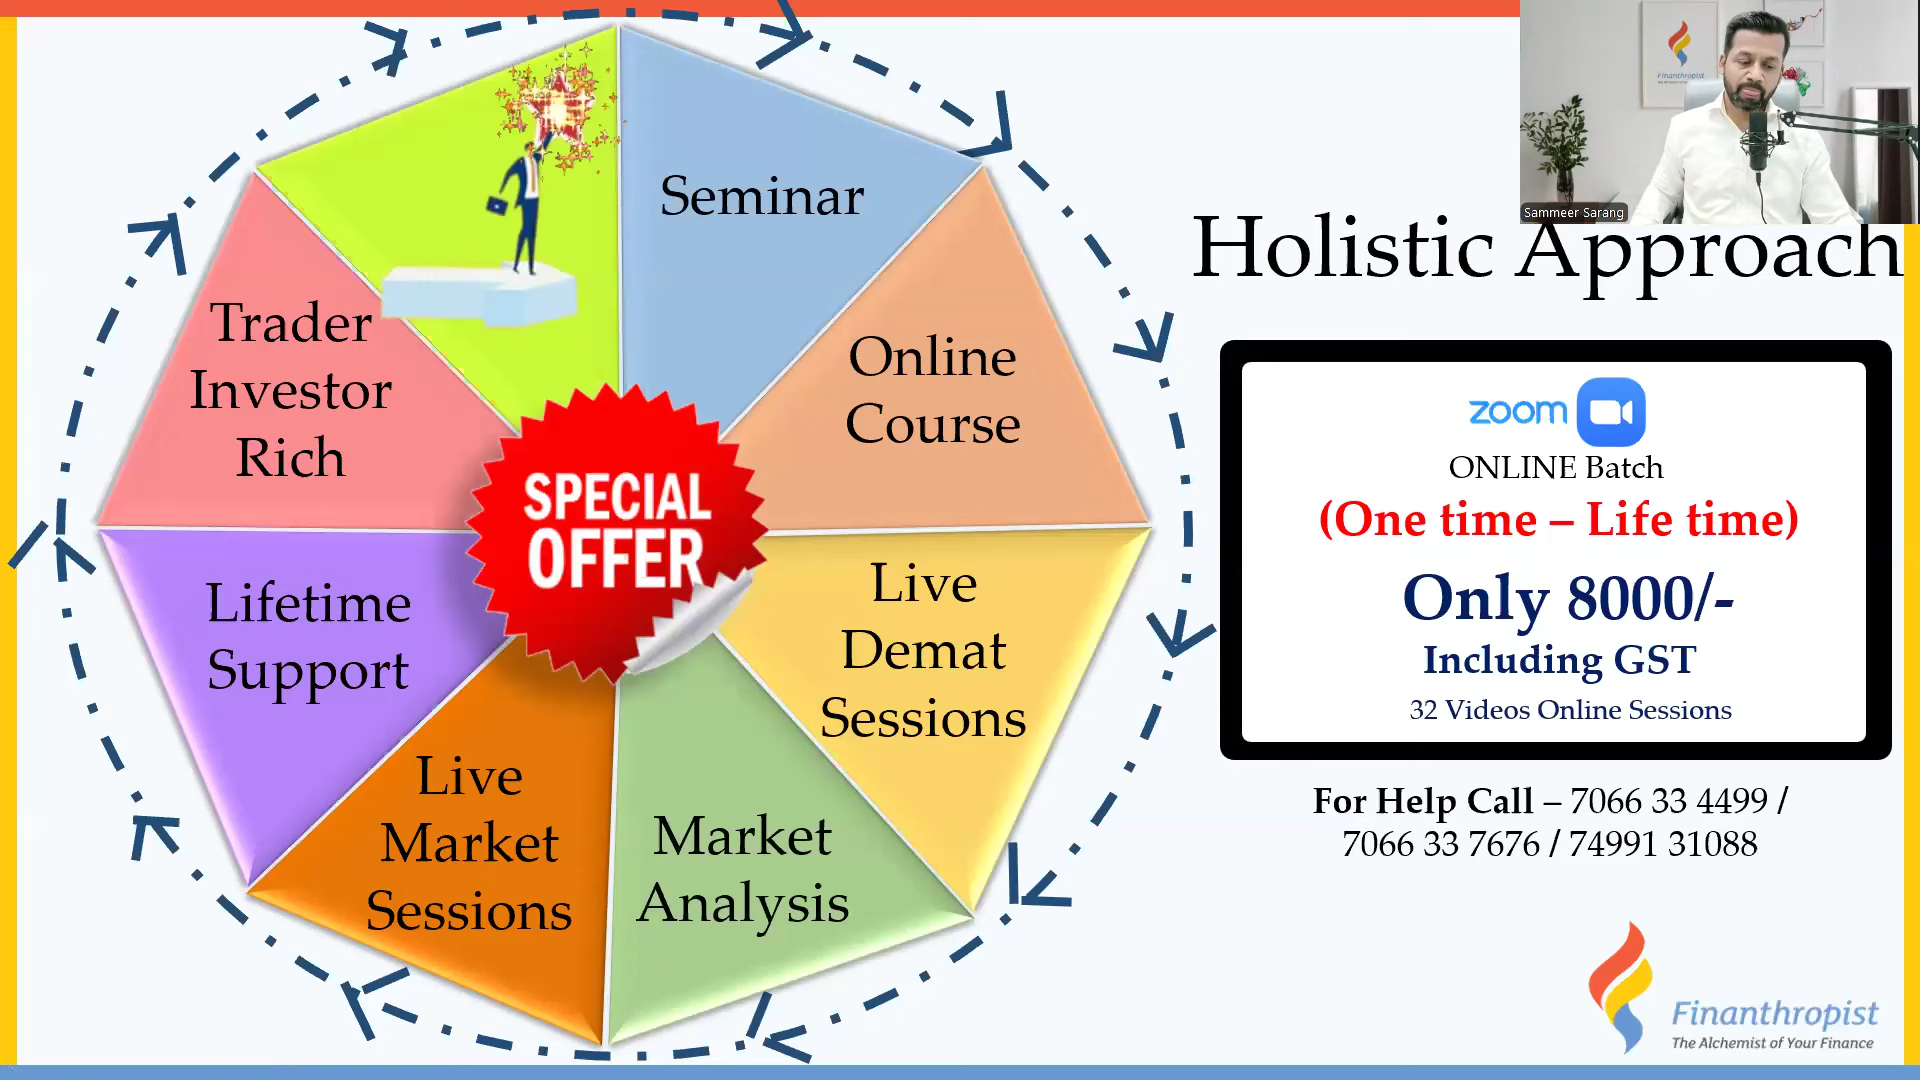 Seminar
Online
Course
Live
Demat
Sessions
Market
Analysis
Live
Market
Sessions
Lifetime
Support
Trader
Investor
Rich
SPECIAL
OFFER
Finanthropist
Sammeer Sarang
Holistic Approach
zoom
ONLINE Batch
(One time – Life time)
Only 8000/-
Including GST
32 Videos Online Sessions
For Help Call – 7066 33 4499 /
7066 33 7676 / 74991 31088
Finanthropist
The Alchemist of Your Finance